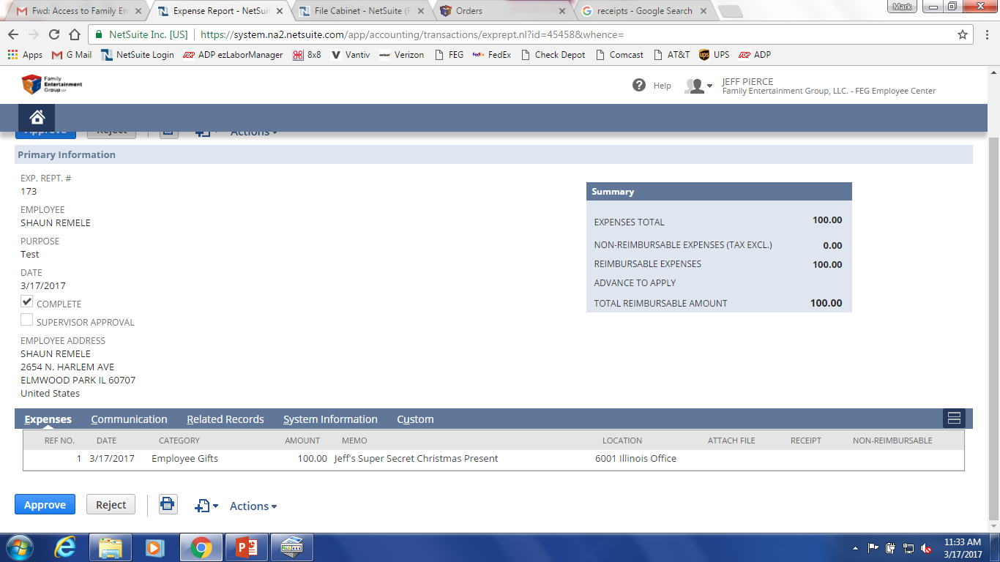 Fwd: Access to Family En
Expense Report - NetSuit
File Cabinet - NetSuite (F
Orders
receipts - Google Search
Mark
NetSuite Inc. [US]
https://system.na2.netsuite.com/app/accounting/transactions/exprept.nl?id=45458&whence=
Apps
G Mail
NetSuite Login
ADP ezLaborManager
8x8
Vantiv
Verizon
FEG
FedEx
Check Depot
Comcast
AT&T
UPS
ADP
Family
Entertainment
Group LLC
Help
JEFF PIERCE
Family Entertainment Group, LLC. - FEG Employee Center
Approve
Reject
Actions
Primary Information
EXP. REPT. #
173
EMPLOYEE
SHAUN REMELE
PURPOSE
Test
DATE
3/17/2017
COMPLETE
SUPERVISOR APPROVAL
EMPLOYEE ADDRESS
SHAUN REMELE
2654 N. HARLEM AVE
ELMWOOD PARK IL 60707
United States
Summary
EXPENSES TOTAL 100.00
NON-REIMBURSABLE EXPENSES (TAX EXCL.) 0.00
REIMBURSABLE EXPENSES 100.00
ADVANCE TO APPLY
TOTAL REIMBURSABLE AMOUNT 100.00
Expenses Communication Related Records System Information Custom
REF NO. DATE CATEGORY AMOUNT MEMO LOCATION ATTACH FILE RECEIPT NON-REIMBURSABLE
1 3/17/2017 Employee Gifts 100.00 Jeff's Super Secret Christmas Present 6001 Illinois Office
Approve Reject Actions
11:33 AM
3/17/2017